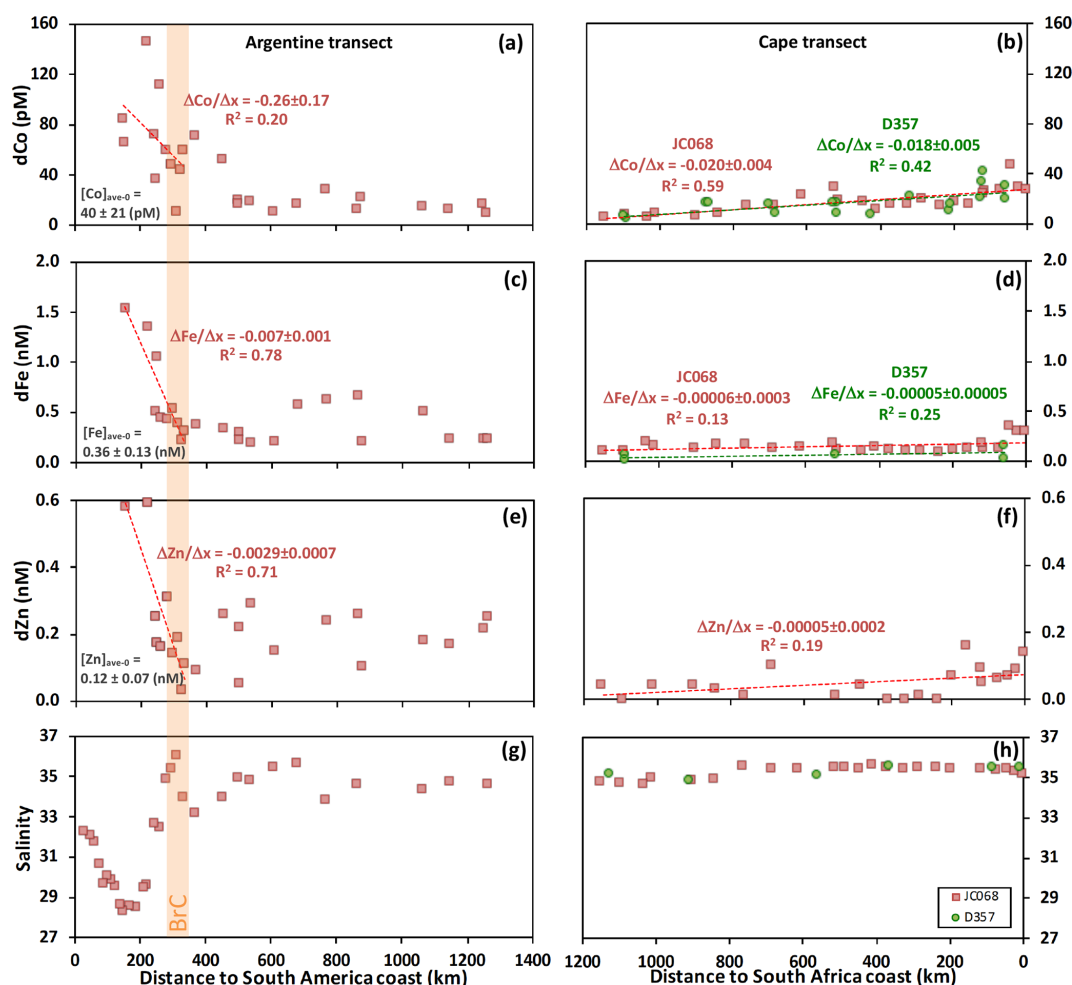 Argentine transect
(a)
160
120
80
40
0
dCo (pM)
ΔCo/Δx = -0.26±0.17
R² = 0.20
[Co]ave-0 =
40 ± 21 (pM)
Cape transect
(b)
160
120
80
40
0
JC068
ΔCo/Δx = -0.020±0.004
R² = 0.59
D357
ΔCo/Δx = -0.018±0.005
R² = 0.42
(c)
2.0
1.5
1.0
0.5
0.0
dFe (nM)
ΔFe/Δx = -0.007±0.001
R² = 0.78
[Fe]ave-0 =
0.36 ± 0.13 (nM)
(d)
2.0
1.5
1.0
0.5
0.0
JC068
ΔFe/Δx = -0.00006±0.0003
R² = 0.13
D357
ΔFe/Δx = -0.00005±0.00005
R² = 0.25
(e)
0.6
0.4
0.2
0.0
dZn (nM)
ΔZn/Δx = -0.0029±0.0007
R² = 0.71
[Zn]ave-0 =
0.12 ± 0.07 (nM)
(f)
0.6
0.4
0.2
0.0
ΔZn/Δx = -0.00005±0.0002
R² = 0.19
(g)
37
35
33
31
29
27
Salinity
BrC
0 200 400 600 800 1000 1200 1400
Distance to South America coast (km)
(h)
37
35
33
31
29
27
JC068
D357
1200 1000 800 600 400 200 0
Distance to South Africa coast (km)